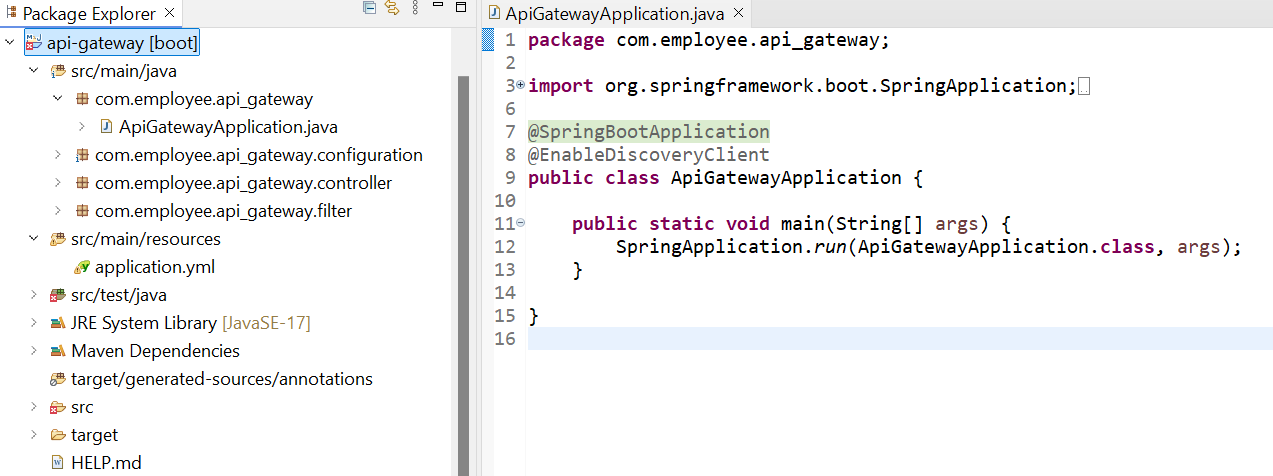 Package Explorer
api-gateway [boot]
src/main/java
com.employee.api_gateway
ApiGatewayApplication.java
com.employee.api_gateway.configuration
com.employee.api_gateway.controller
com.employee.api_gateway.filter
src/main/resources
application.yml
src/test/java
JRE System Library [JavaSE-17]
Maven Dependencies
target/generated-sources/annotations
src
target
HELP.md
ApiGatewayApplication.java
1 package com.employee.api_gateway;
2
3 import org.springframework.boot.SpringApplication;
6
7 @SpringBootApplication
8 @EnableDiscoveryClient
9 public class ApiGatewayApplication {
10
11     public static void main(String[] args) {
12         SpringApplication.run(ApiGatewayApplication.class, args);
13     }
14
15 }
16